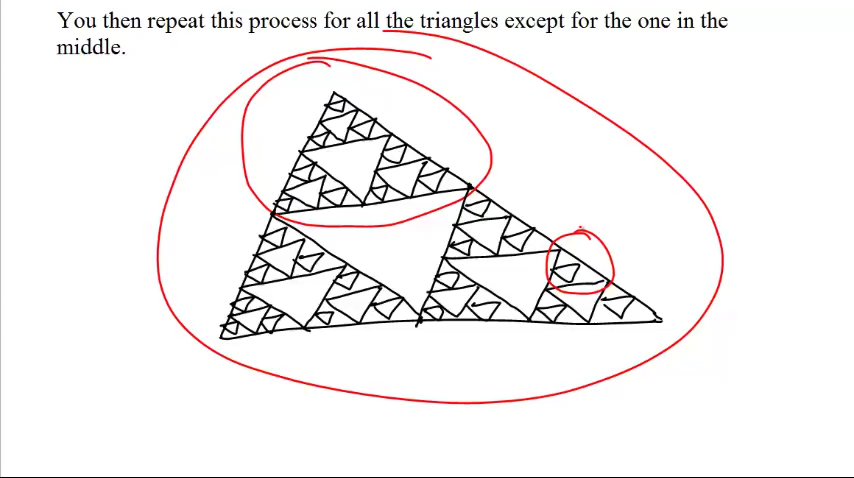 You then repeat this process for all the triangles except for the one in the
middle.